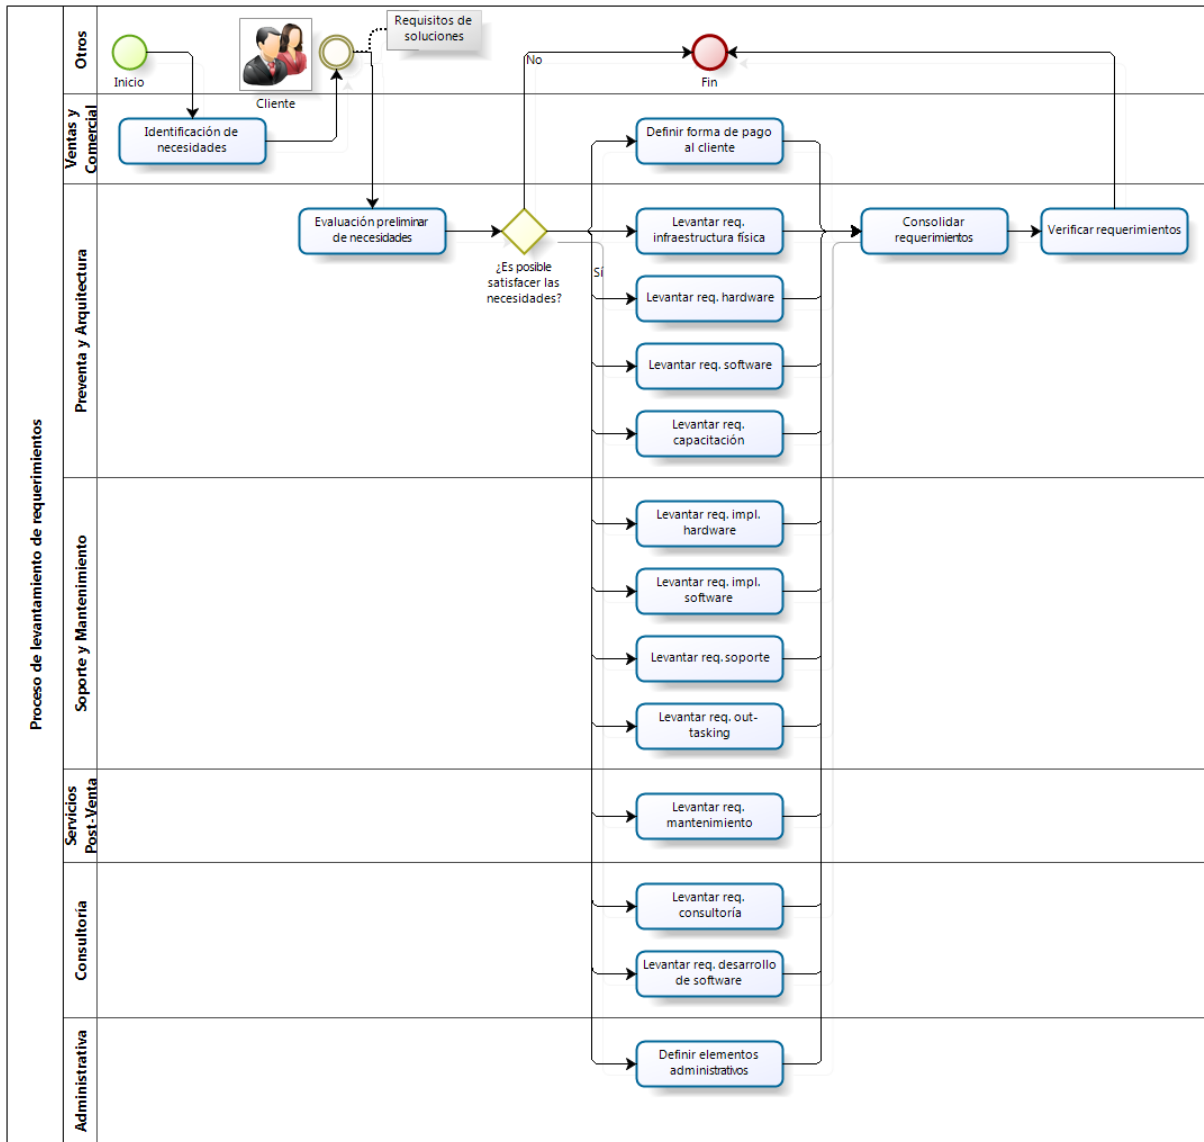 Proceso de levantamiento de requerimientos
Otros
Inicio
Cliente
Requisitos de
soluciones
No
Fin
Ventas y
Comercial
Identificación de
necesidades
Definir forma de pago
al cliente
Preventa y Arquitectura
Evaluación preliminar
de necesidades
¿Es posible
satisfacer las
necesidades?
Sí
Levantar req.
infraestructura física
Consolidar
requerimientos
Verificar requerimientos
Levantar req. hardware
Levantar req. software
Levantar req.
capacitación
Soporte y Mantenimiento
Levantar req. impl.
hardware
Levantar req. impl.
software
Levantar req. soporte
Levantar req. out-
tasking
Servicios
Post-Venta
Levantar req.
mantenimiento
Consultoría
Levantar req.
consultoría
Levantar req. desarrollo
de software
Administrativa
Definir elementos
administrativos